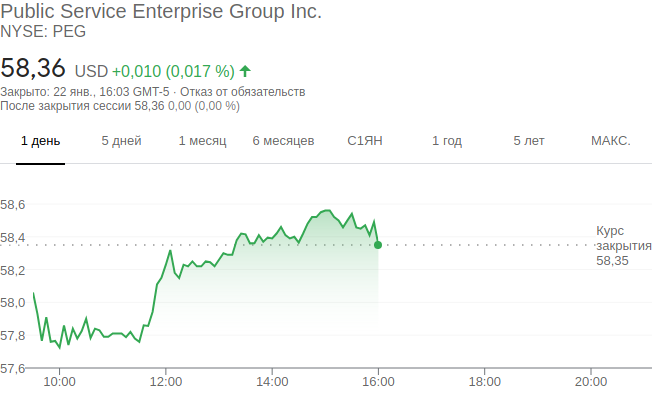 Public Service Enterprise Group Inc.
NYSE: PEG
58,36 USD +0,010 (0,017 %)
Закрыто: 22 янв., 16:03 GMT-5 · Отказ от обязательств
После закрытия сессии 58,36 0,00 (0,00 %)
1 день 5 дней 1 месяц 6 месяцев С1ЯН 1 год 5 лет МАКС.
58,6
58,4
58,2
58,0
57,8
57,6
Курс
закрытия
58,35
10:00 12:00 14:00 16:00 18:00 20:00